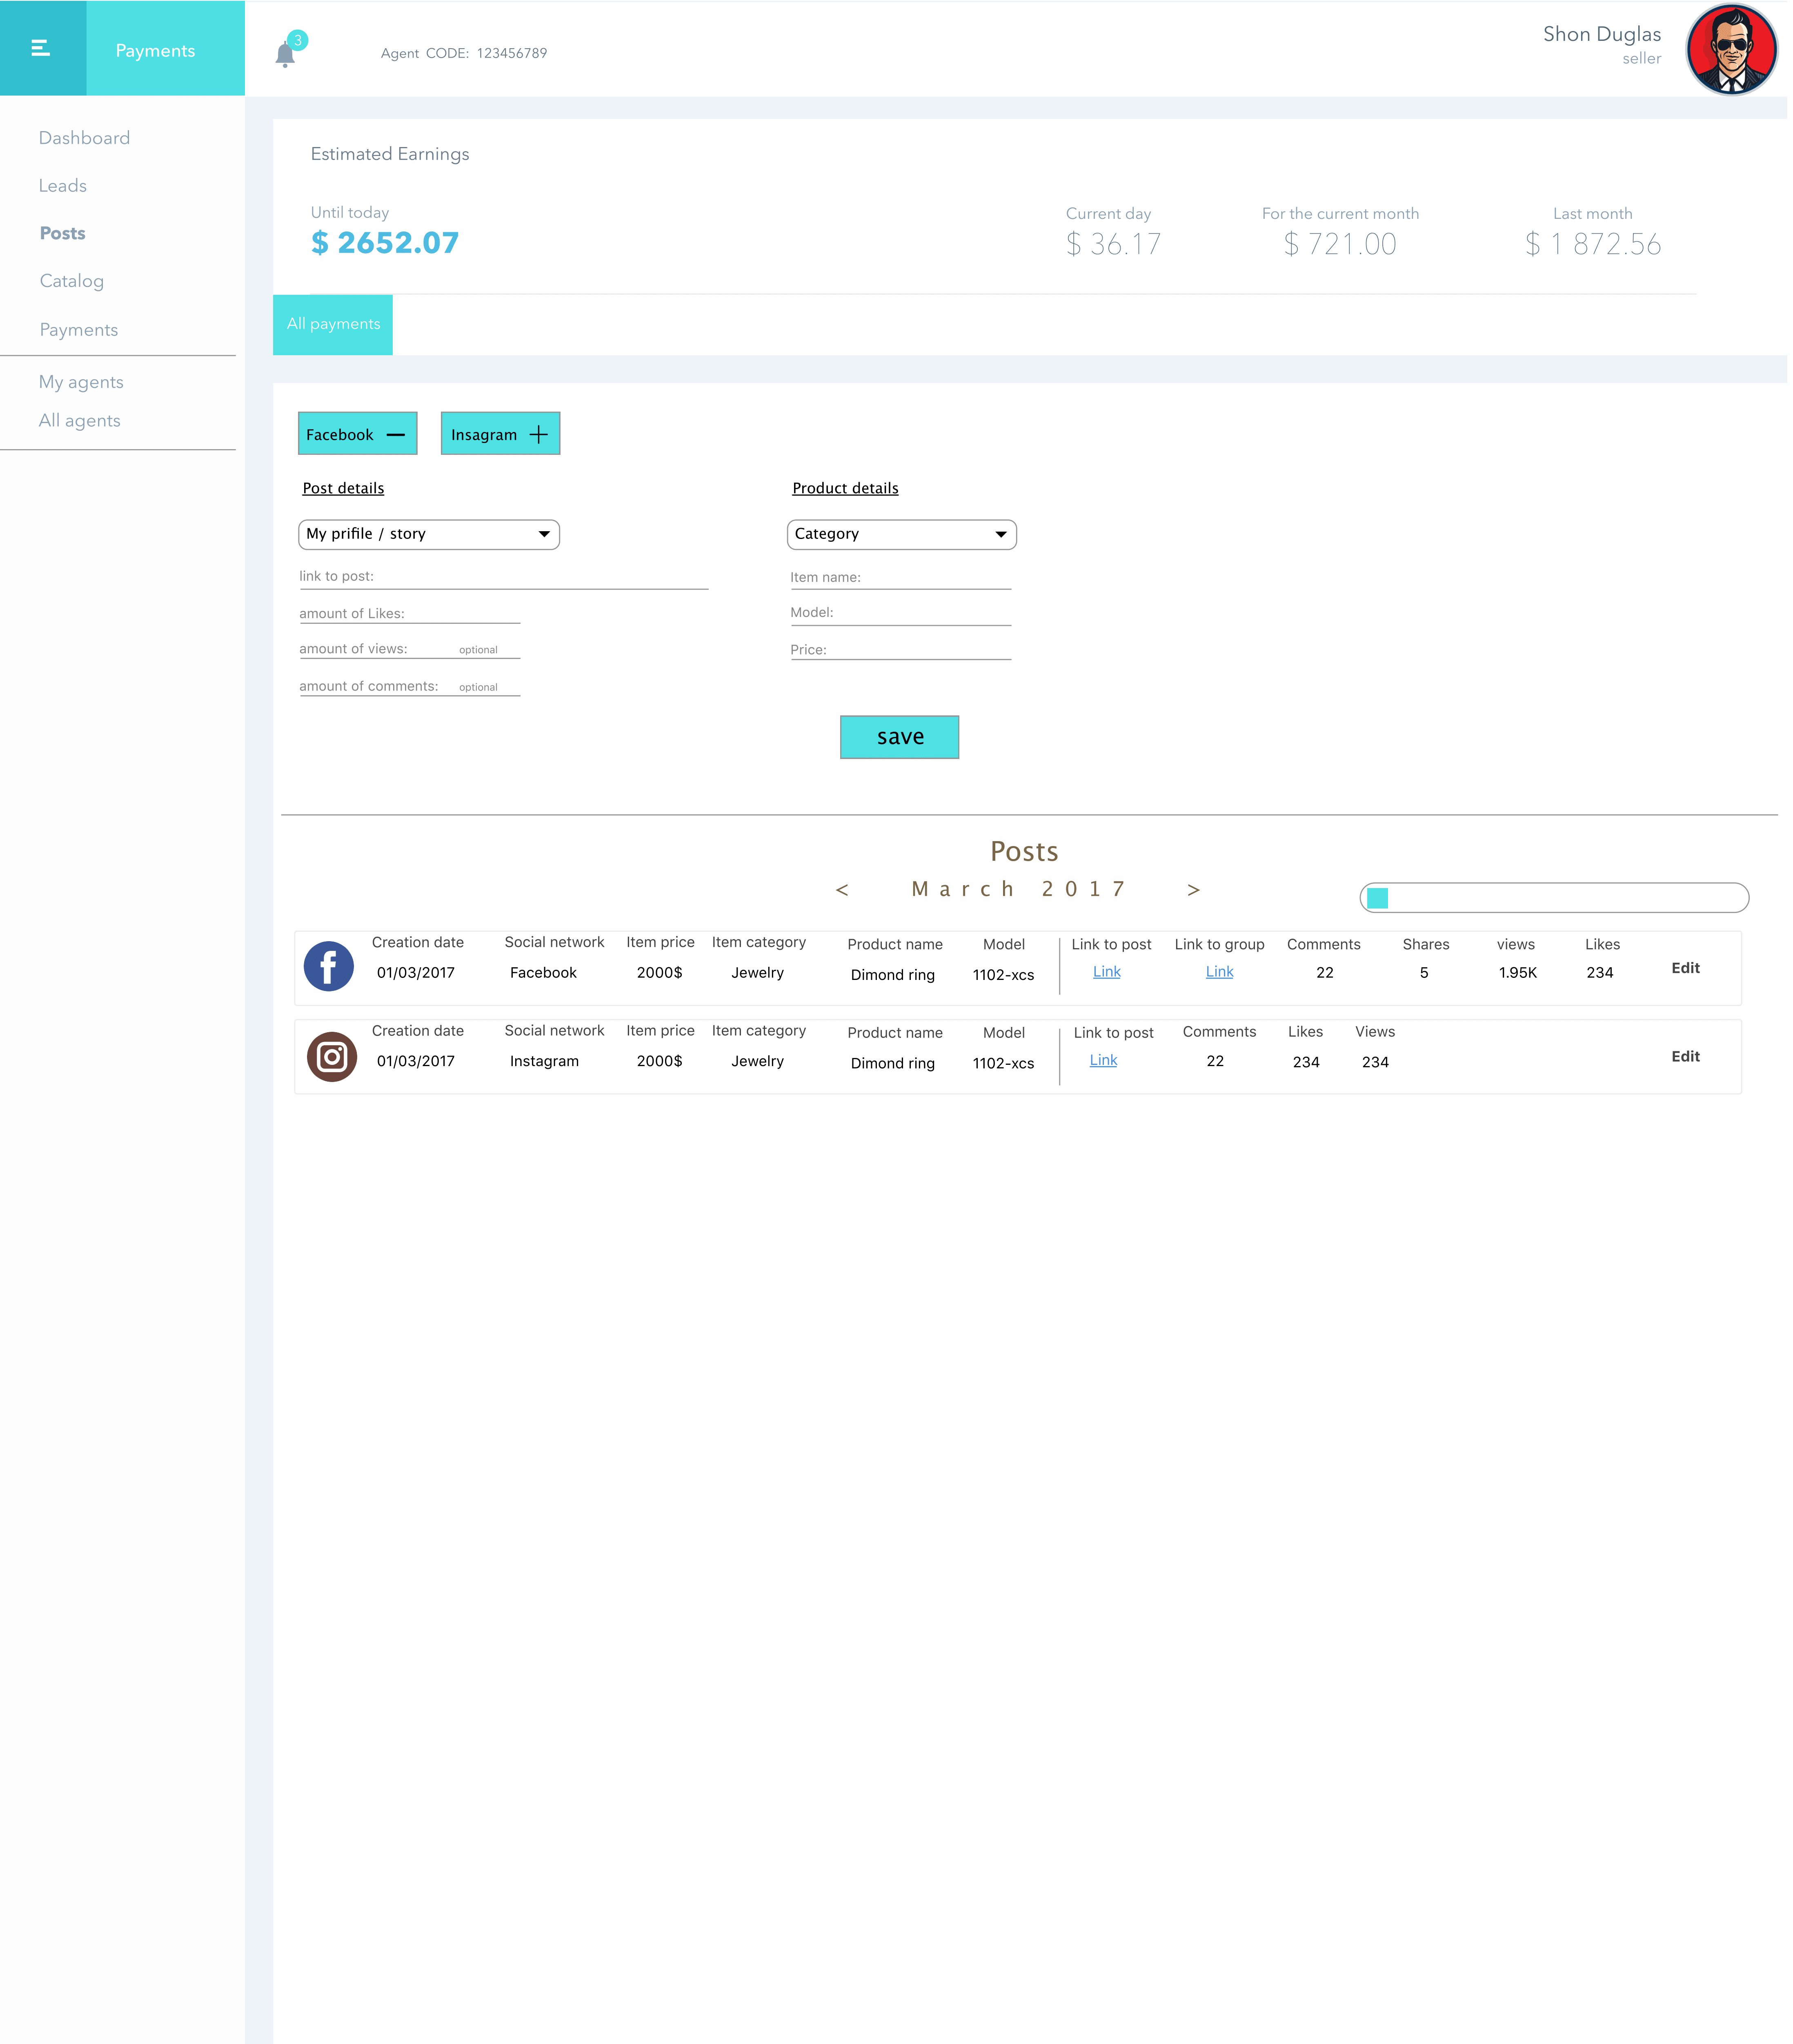 Payments
3
Agent CODE: 123456789
Shon Duglas
seller
Dashboard
Leads
Posts
Catalog
Payments
My agents
All agents
Estimated Earnings
Until today
$ 2652.07
Current day
$ 36.17
For the current month
$ 721.00
Last month
$ 1 872.56
All payments
Facebook
Insagram
Post details
My prifile / story
link to post:
amount of Likes:
amount of views: optional
amount of comments: optional
Product details
Category
Item name:
Model:
Price:
save
Posts
< March 2017 >
Creation date Social network Item price Item category Product name Model Link to post Link to group Comments Shares views Likes
01/03/2017 Facebook 2000$ Jewelry Dimond ring 1102-xcs Link Link 22 5 1.95K 234 Edit
Creation date Social network Item price Item category Product name Model Link to post Comments Likes Views
01/03/2017 Instagram 2000$ Jewelry Dimond ring 1102-xcs Link 22 234 234 Edit